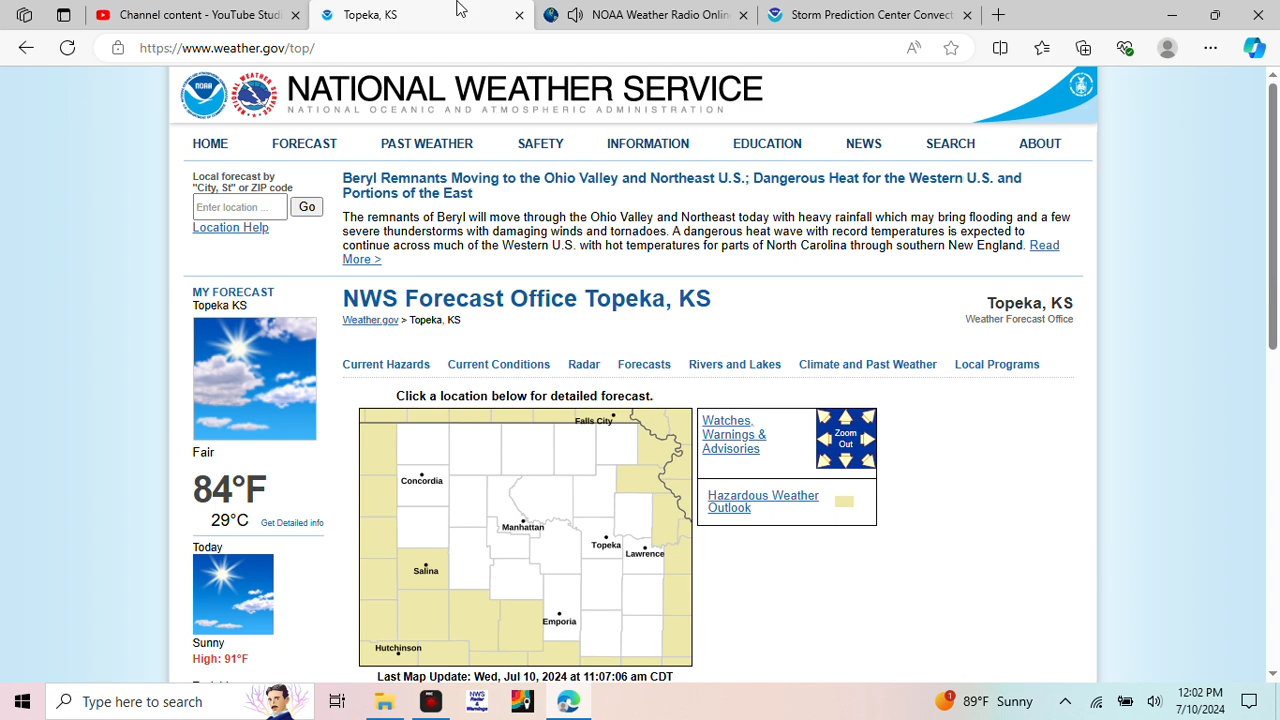 Channel content - YouTube Studio
Topeka, KS
NOAA Weather Radio Online
Storm Prediction Center Convect
https://www.weather.gov/top/
NATIONAL WEATHER SERVICE
NATIONAL OCEANIC AND ATMOSPHERIC ADMINISTRATION
HOME FORECAST PAST WEATHER SAFETY INFORMATION EDUCATION NEWS SEARCH ABOUT
Local forecast by
"City, St" or ZIP code
Enter location ... Go
Location Help
Beryl Remnants Moving to the Ohio Valley and Northeast U.S.; Dangerous Heat for the Western U.S. and
Portions of the East
The remnants of Beryl will move through the Ohio Valley and Northeast today with heavy rainfall which may bring flooding and a few
severe thunderstorms with damaging winds and tornadoes. A dangerous heat wave with record temperatures is expected to
continue across much of the Western U.S. with hot temperatures for parts of North Carolina through southern New England. Read
More >
MY FORECAST
Topeka KS
Fair
84°F
29°C Get Detailed info
Today
Sunny
High: 91°F
NWS Forecast Office Topeka, KS
Weather.gov > Topeka, KS
Topeka, KS
Weather Forecast Office
Current Hazards Current Conditions Radar Forecasts Rivers and Lakes Climate and Past Weather Local Programs
Click a location below for detailed forecast.
Falls City
Concordia
Manhattan
Topeka
Lawrence
Salina
Emporia
Hutchinson
Watches,
Warnings &
Advisories
Zoom
Out
Hazardous Weather
Outlook
Last Map Update: Wed, Jul 10, 2024 at 11:07:06 am CDT
Type here to search
NWS
Radar
&
Warnings
1
89°F Sunny
12:02 PM
7/10/2024